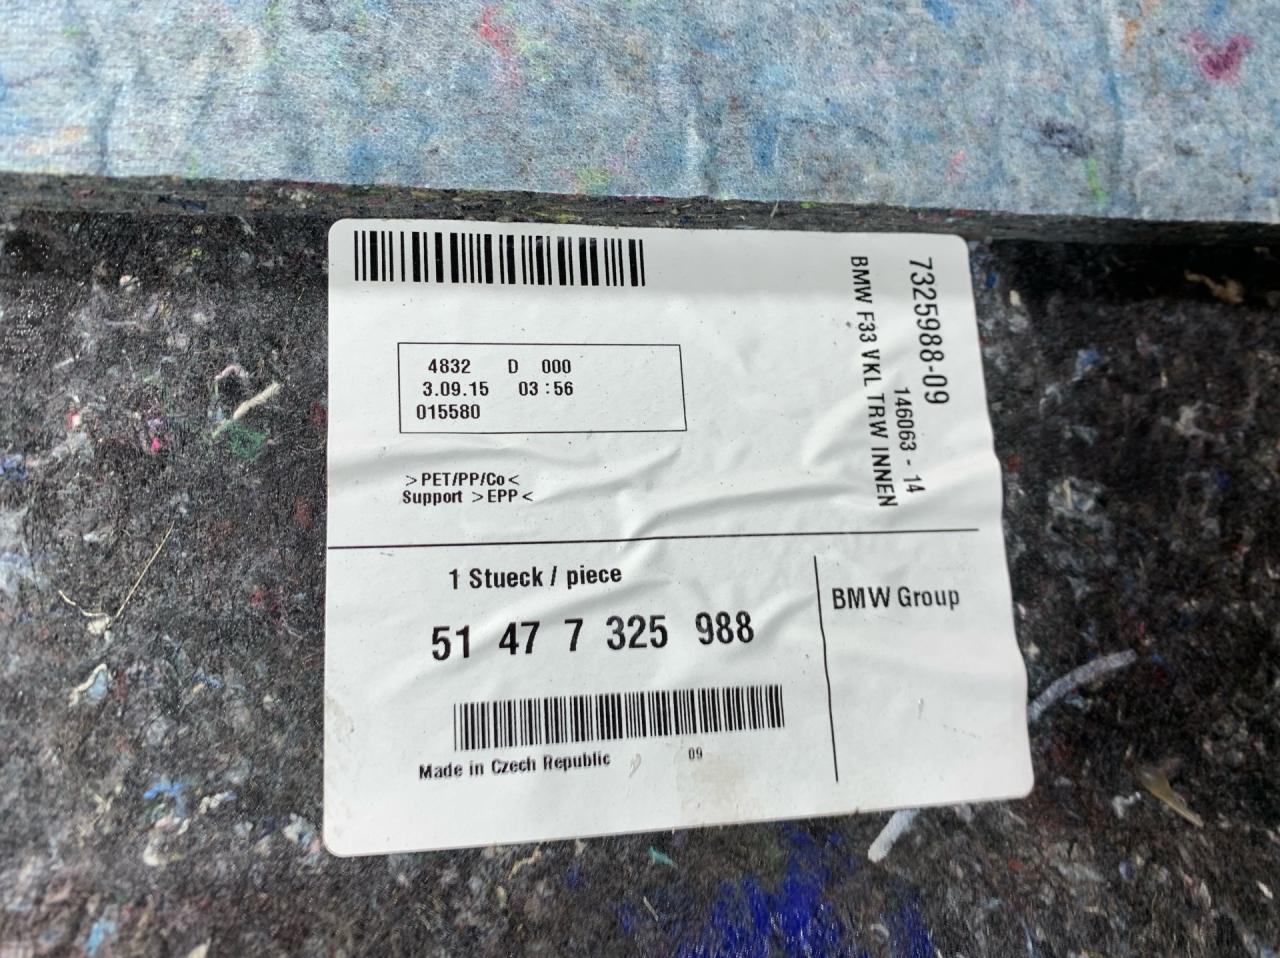 4832 D 000
3.09.15 03:56
015580
>PET/PP/Co<
Support >EPP<
7325988-09
146063 - 14
BMW F33 VKL TRW INNEN
1 Stueck / piece
51 47 7 325 988
BMW Group
Made in Czech Republic 09